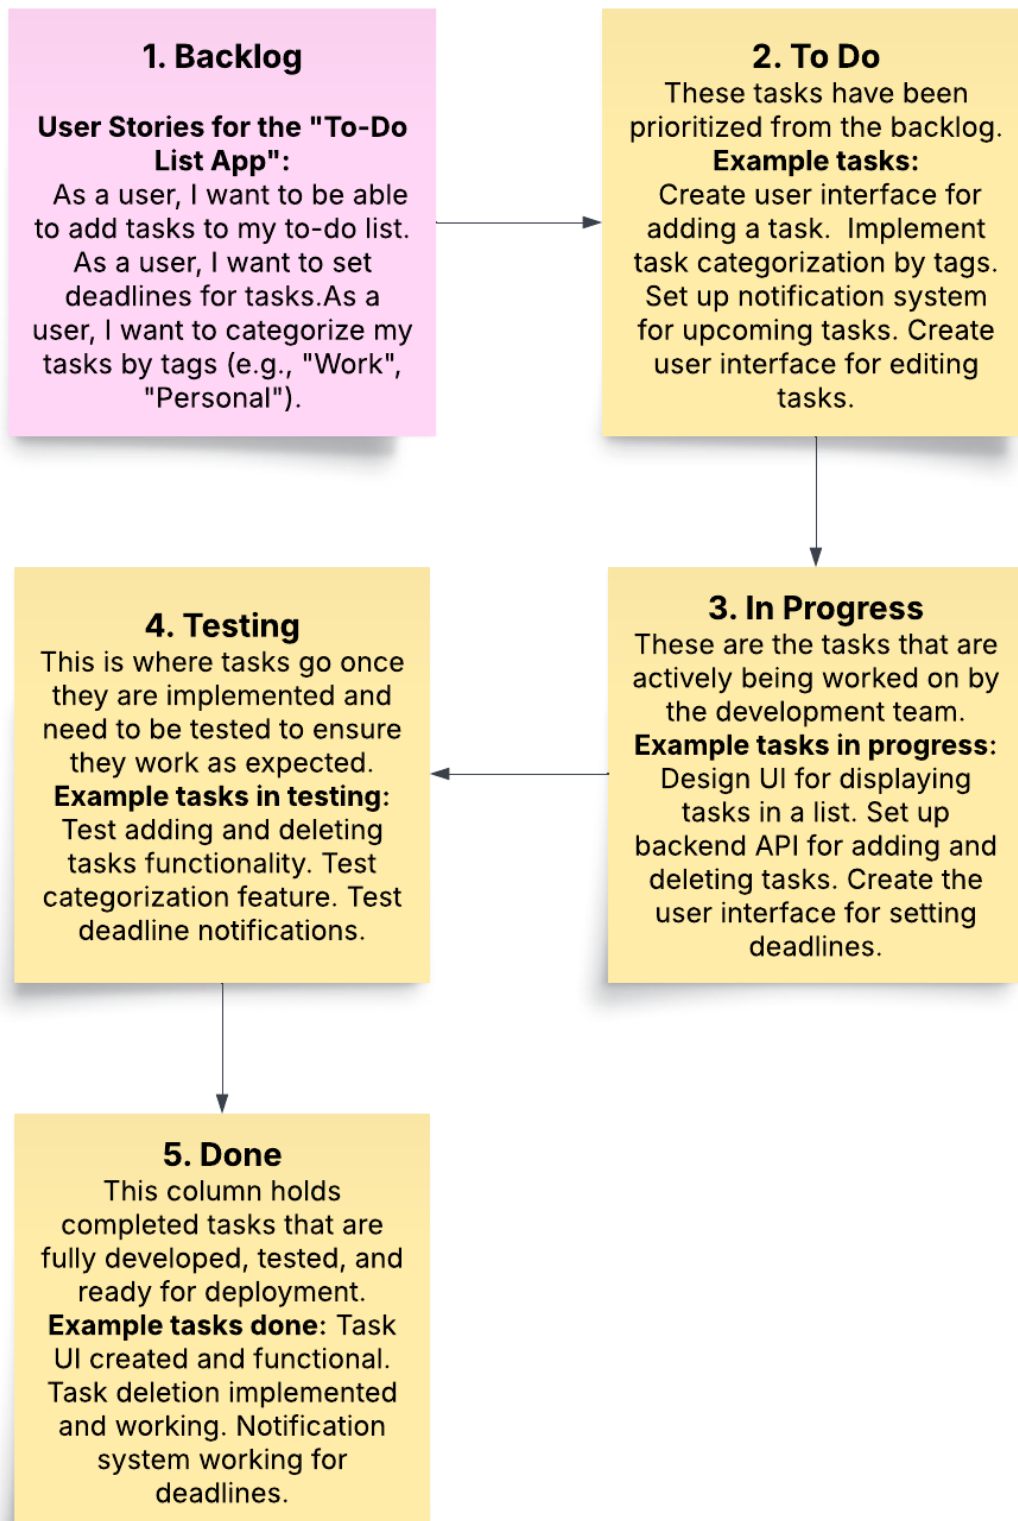 1. Backlog
User Stories for the "To-Do
List App":
As a user, I want to be able
to add tasks to my to-do list.
As a user, I want to set
deadlines for tasks.As a
user, I want to categorize my
tasks by tags (e.g., "Work",
"Personal").
2. To Do
These tasks have been
prioritized from the backlog.
Example tasks:
Create user interface for
adding a task.  Implement
task categorization by tags.
Set up notification system
for upcoming tasks. Create
user interface for editing
tasks.
3. In Progress
These are the tasks that are
actively being worked on by
the development team.
Example tasks in progress:
Design UI for displaying
tasks in a list. Set up
backend API for adding and
deleting tasks. Create the
user interface for setting
deadlines.
4. Testing
This is where tasks go once
they are implemented and
need to be tested to ensure
they work as expected.
Example tasks in testing:
Test adding and deleting
tasks functionality. Test
categorization feature. Test
deadline notifications.
5. Done
This column holds
completed tasks that are
fully developed, tested, and
ready for deployment.
Example tasks done: Task
UI created and functional.
Task deletion implemented
and working. Notification
system working for
deadlines.